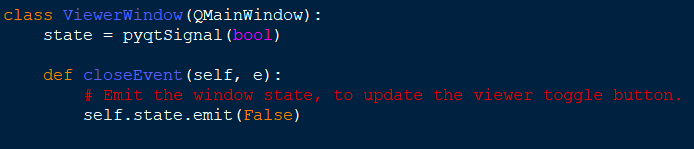 class ViewerWindow(QMainWindow):
    state = pyqtSignal(bool)

    def closeEvent(self, e):
        # Emit the window state, to update the viewer toggle button.
        self.state.emit(False)